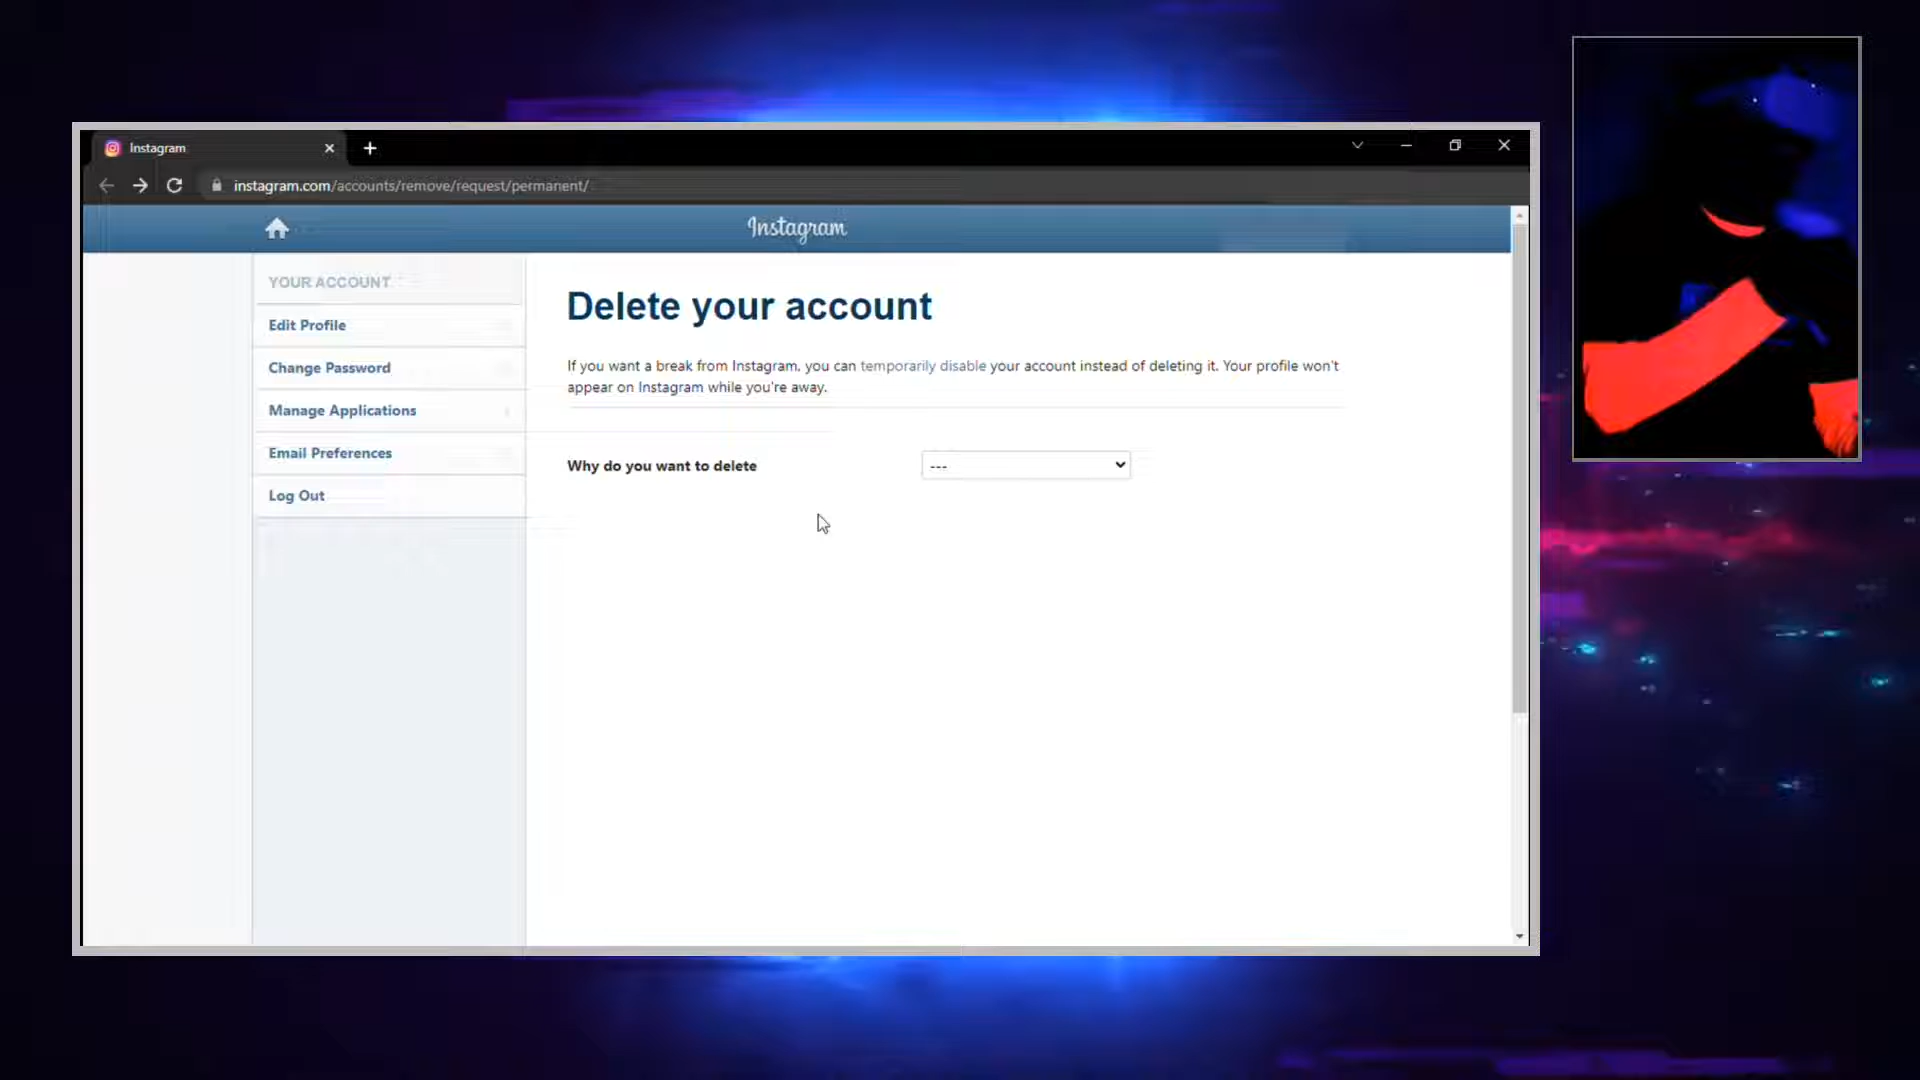 Instagram
instagram.com/accounts/remove/request/permanent/
Instagram
YOUR ACCOUNT
Edit Profile
Change Password
Manage Applications
Email Preferences
Log Out
Delete your account
If you want a break from Instagram, you can temporarily disable your account instead of deleting it. Your profile won't
appear on Instagram while you're away.
Why do you want to delete
---